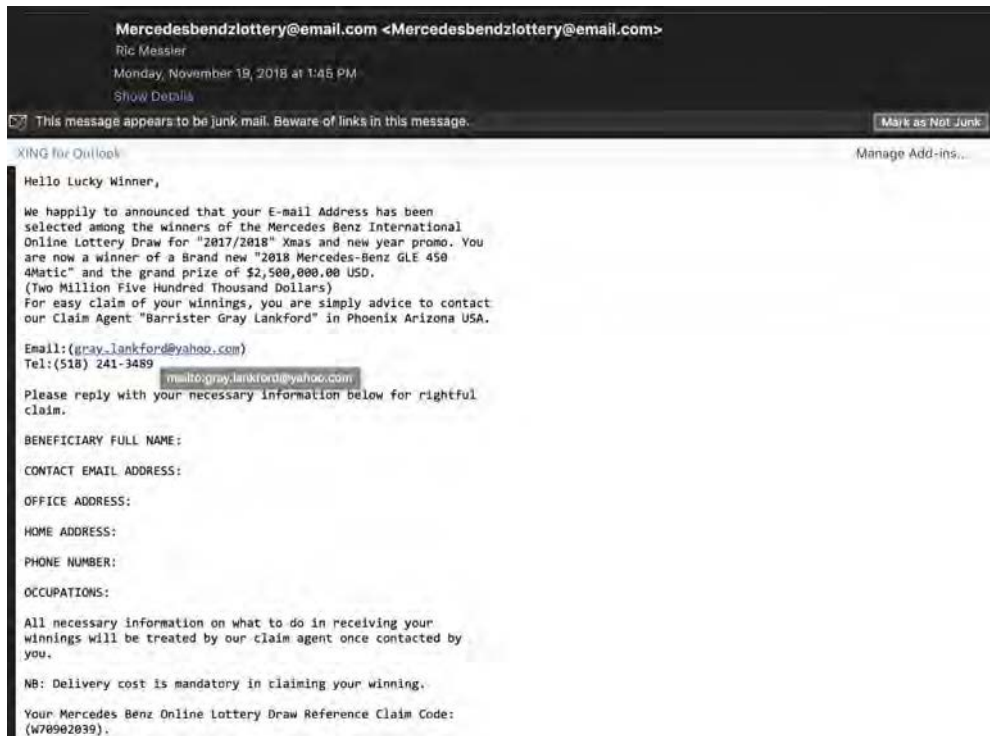 Mercedesbendzlottery@email.com <Mercedesbendzlottery@email.com>
Ric Messier
Monday, November 19, 2018 at 1:45 PM
Show Details
This message appears to be junk mail. Beware of links in this message.
Mark as Not Junk
XING for Outlook
Manage Add-ins...
Hello Lucky Winner,
We happily to announced that your E-mail Address has been
selected among the winners of the Mercedes Benz International
Online Lottery Draw for "2017/2018" Xmas and new year promo. You
are now a winner of a Brand new "2018 Mercedes-Benz GLE 450
4Matic" and the grand prize of $2,500,000.00 USD.
(Two Million Five Hundred Thousand Dollars)
For easy claim of your winnings, you are simply advice to contact
our Claim Agent "Barrister Gray Lankford" in Phoenix Arizona USA.
Email:(gray.lankford@yahoo.com)
Tel:(518) 241-3489
mailto:gray.lankford@yahoo.com
Please reply with your necessary information below for rightful
claim.
BENEFICIARY FULL NAME:
CONTACT EMAIL ADDRESS:
OFFICE ADDRESS:
HOME ADDRESS:
PHONE NUMBER:
OCCUPATIONS:
All necessary information on what to do in receiving your
winnings will be treated by our claim agent once contacted by
you.
NB: Delivery cost is mandatory in claiming your winning.
Your Mercedes Benz Online Lottery Draw Reference Claim Code:
(W70902039).